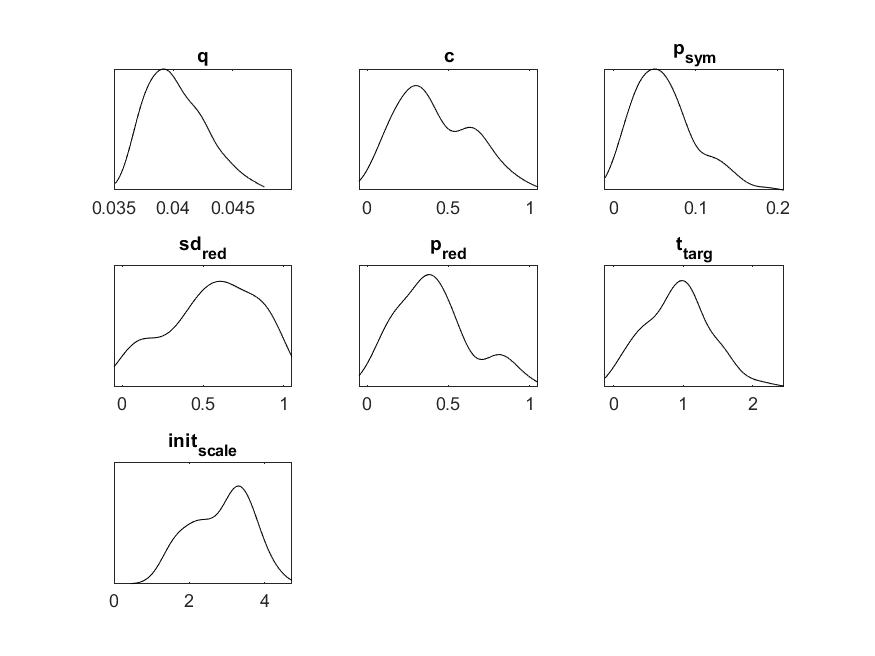 q c p_sym
0.035 0.04 0.045 0 0.5 1 0 0.1 0.2
sd_red p_red t_targ
0 0.5 1 0 0.5 1 0 1 2
init_scale
0 2 4